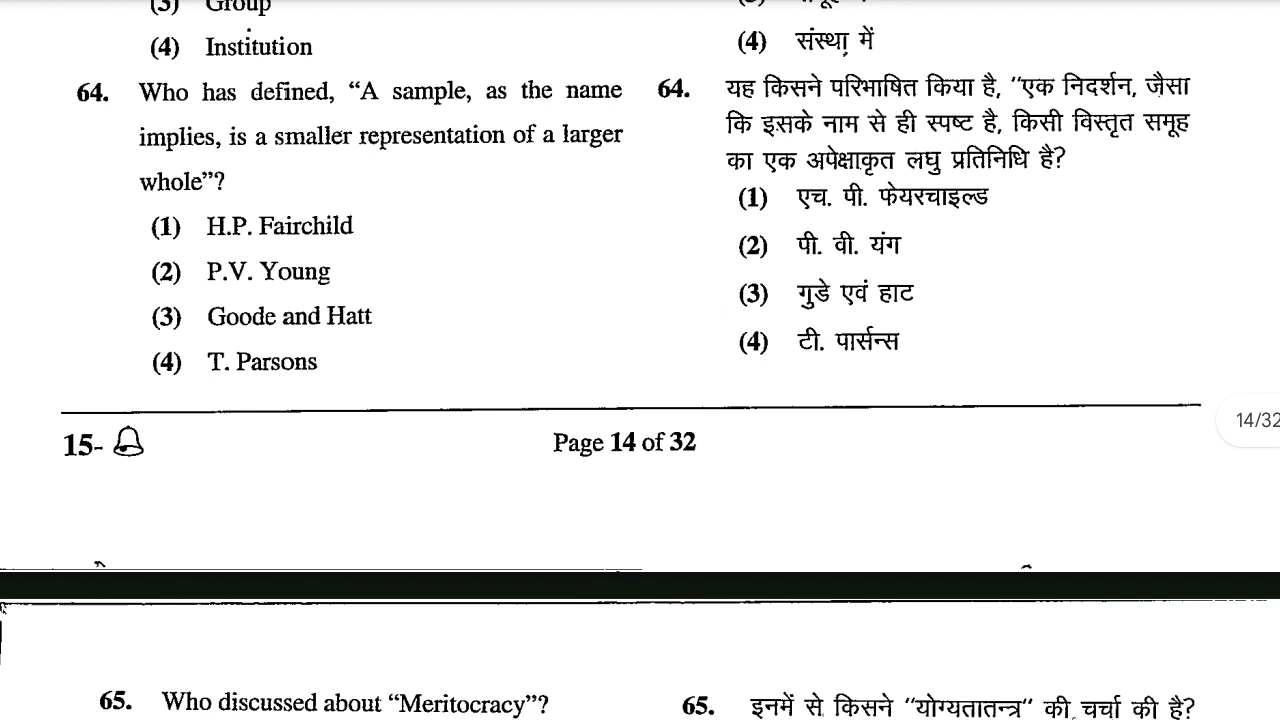 (3) Group
(4) Institution
(4) संस्था में
64. Who has defined, “A sample, as the name
implies, is a smaller representation of a larger
whole”?
(1) H.P. Fairchild
(2) P.V. Young
(3) Goode and Hatt
(4) T. Parsons
64. यह किसने परिभाषित किया है, “एक निदर्शन, जैसा
कि इसके नाम से ही स्पष्ट है, किसी विस्तृत समूह
का एक अपेक्षाकृत लघु प्रतिनिधि है?
(1) एच. पी. फेयरचाइल्ड
(2) पी. वी. यंग
(3) गुडे एवं हाट
(4) टी. पार्सन्स
15-
Page 14 of 32
14/32
65. Who discussed about “Meritocracy”?
65. इनमें से किसने “योग्यतातन्त्र” की चर्चा की है?